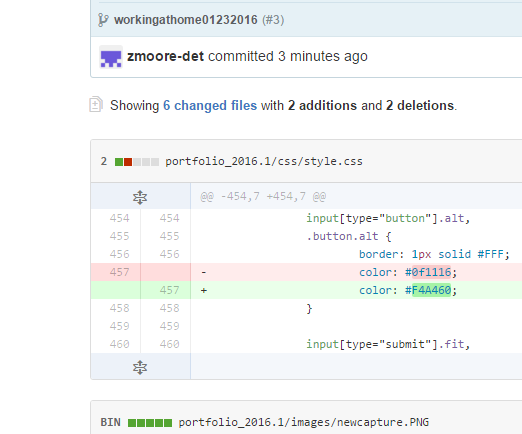 workingathome01232016 (#3)
zmoore-det committed 3 minutes ago
Showing 6 changed files with 2 additions and 2 deletions.
2 portfolio_2016.1/css/style.css
@@ -454,7 +454,7 @@
454 454 input[type="button"].alt,
455 455 .button.alt {
456 456 border: 1px solid #FFF;
457 - color: #0f1116;
457 + color: #F4A460;
458 458 }
459 459
460 460 input[type="submit"].fit,
BIN portfolio_2016.1/images/newcapture.PNG